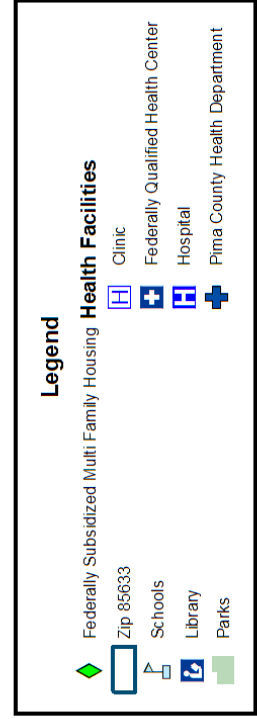 Legend
Federally Subsidized Multi Family Housing
Zip 85633
Schools
Library
Parks
Health Facilities
H Clinic
Federally Qualified Health Center
H Hospital
Pima County Health Department